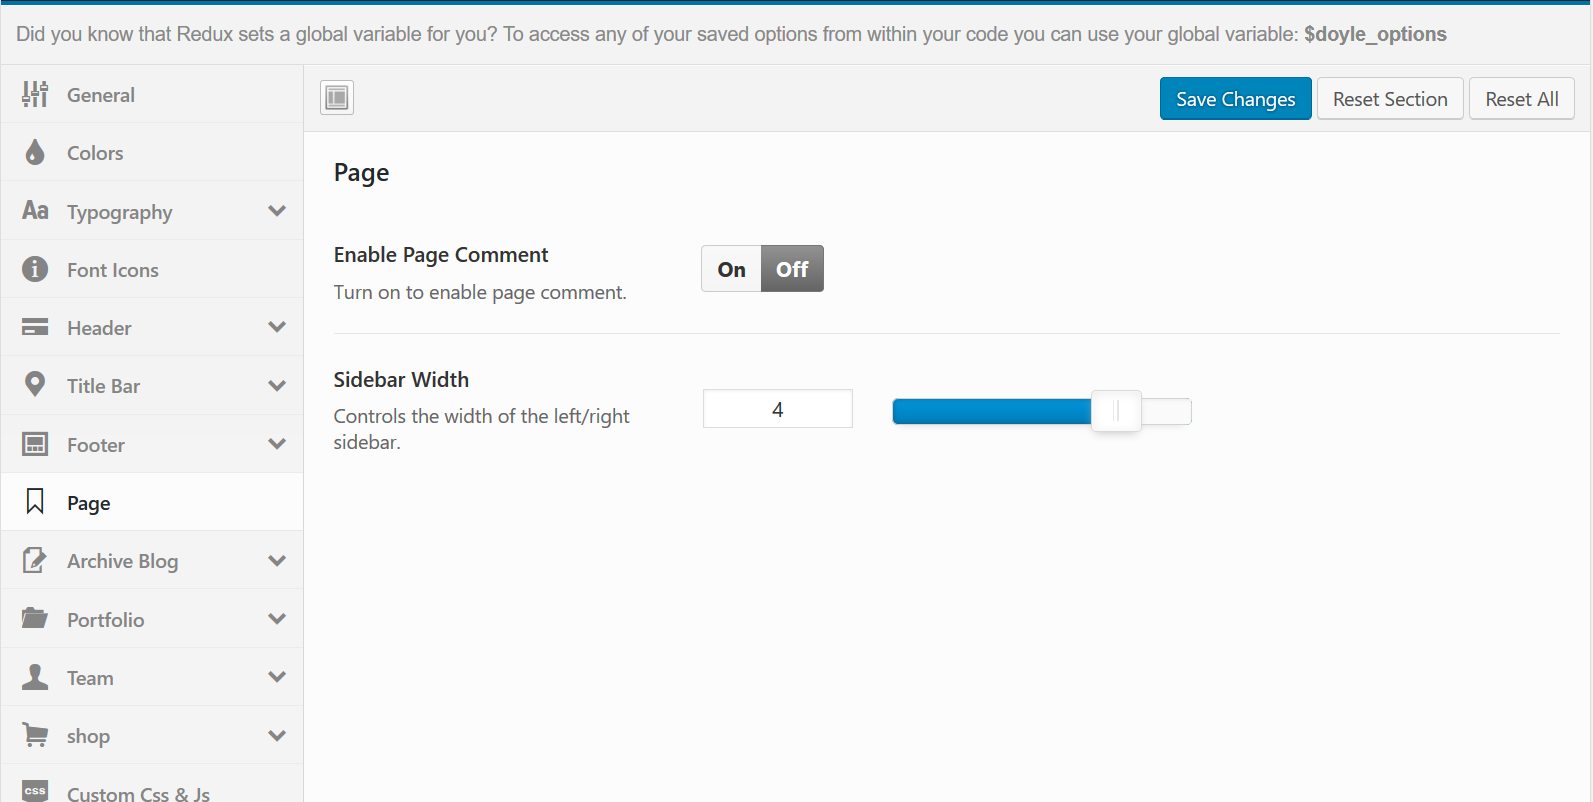 Did you know that Redux sets a global variable for you? To access any of your saved options from within your code you can use your global variable: $doyle_options
General
Colors
Aa Typography
Font Icons
Header
Title Bar
Footer
Page
Archive Blog
Portfolio
Team
shop
css Custom Css & Js
Save Changes Reset Section Reset All
Page
Enable Page Comment
Turn on to enable page comment.
On Off
Sidebar Width
Controls the width of the left/right
sidebar.
4